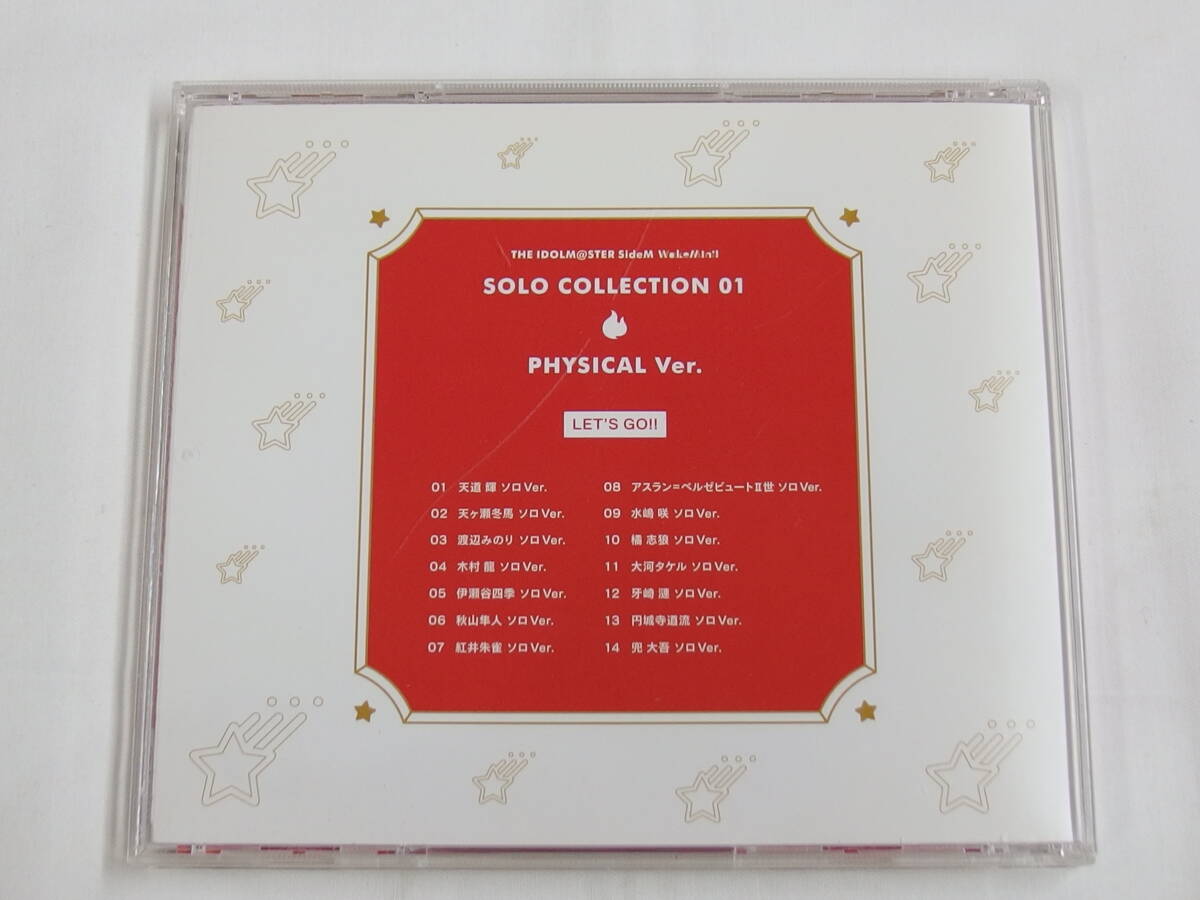 THE IDOLM@STER SideM WakeMini!
SOLO COLLECTION 01
PHYSICAL Ver.
LET'S GO!!
01 天道 輝 ソロVer.
02 天ヶ瀬冬馬 ソロVer.
03 渡辺みのり ソロVer.
04 木村 龍 ソロVer.
05 伊瀬谷四季 ソロVer.
06 秋山隼人 ソロVer.
07 紅井朱雀 ソロVer.
08 アスラン=ベルゼビュートⅡ世 ソロVer.
09 水嶋 咲 ソロVer.
10 橘 志狼 ソロVer.
11 大河タケル ソロVer.
12 牙崎 漣 ソロVer.
13 円城寺道流 ソロVer.
14 兜 大吾 ソロVer.